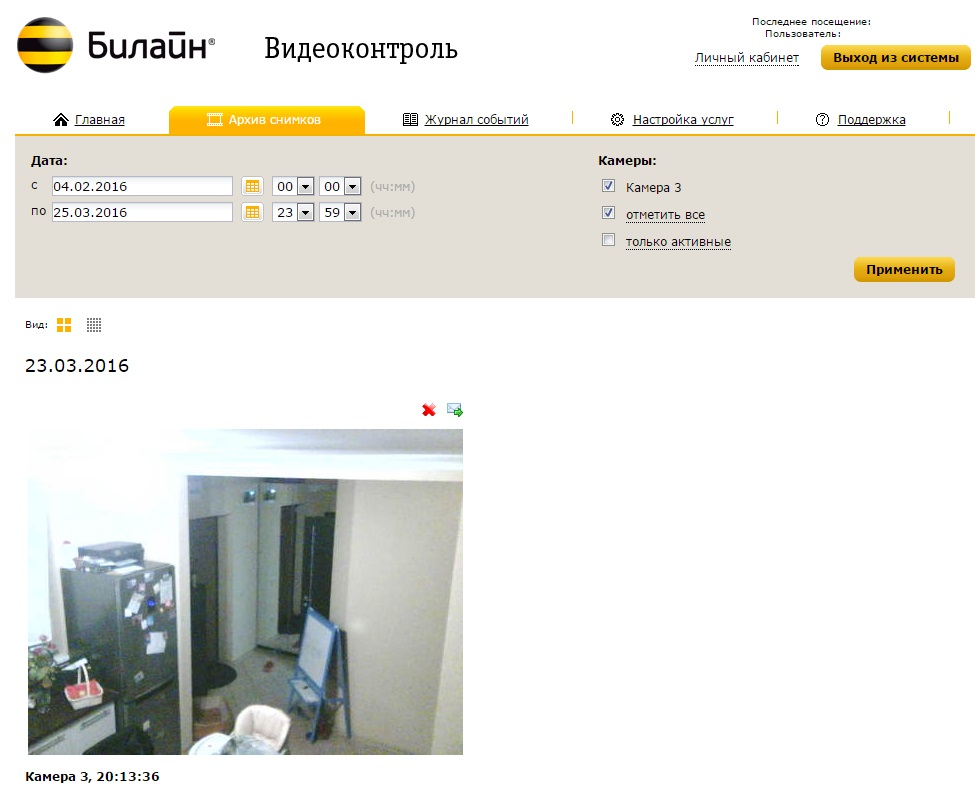 Билайн®
Видеоконтроль
Последнее посещение:
Пользователь:
Личный кабинет
Выход из системы
Главная
Архив снимков
Журнал событий
Настройка услуг
Поддержка
Дата:
с 04.02.2016 00 00 (чч:мм)
по 25.03.2016 23 59 (чч:мм)
Камеры:
Камера 3
отметить все
только активные
Применить
Вид:
23.03.2016
Камера 3, 20:13:36